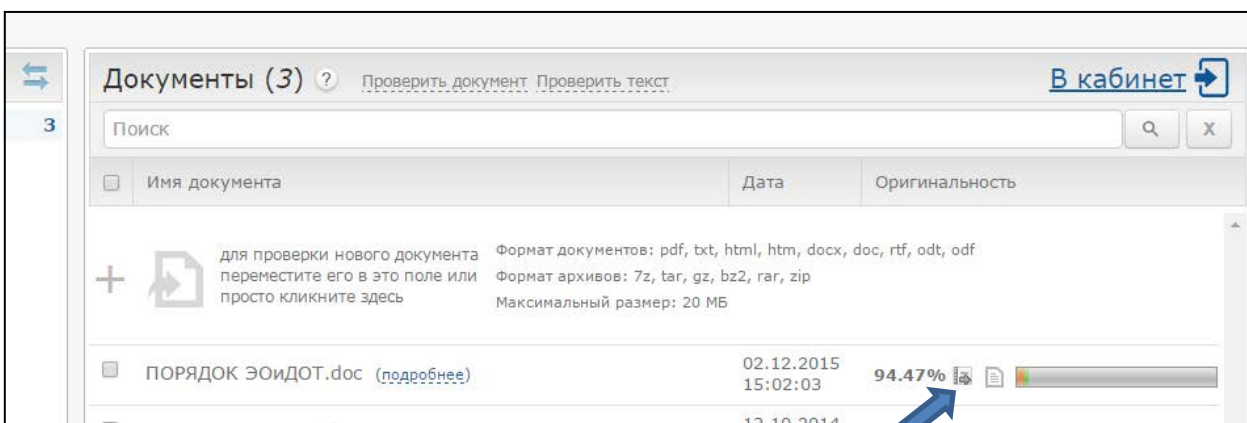 Документы (3) ? Проверить документ Проверить текст В кабинет
3
Поиск X
Имя документа Дата Оригинальность
для проверки нового документа
переместите его в это поле или
просто кликните здесь
Формат документов: pdf, txt, html, htm, docx, doc, rtf, odt, odf
Формат архивов: 7z, tar, gz, bz2, rar, zip
Максимальный размер: 20 МБ
ПОРЯДОК ЭОиДОТ.doc (подробнее) 02.12.2015
15:02:03
94.47%